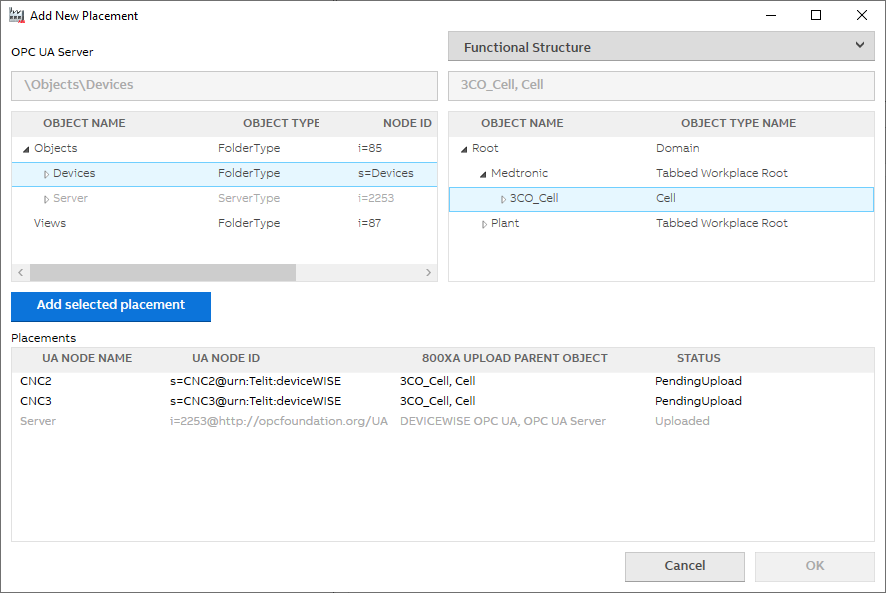 Add New Placement
OPC UA Server
Functional Structure
\Objects\Devices
3CO_Cell, Cell
OBJECT NAME OBJECT TYPE NODE ID
Objects FolderType i=85
Devices FolderType s=Devices
Server ServerType i=2253
Views FolderType i=87
OBJECT NAME OBJECT TYPE NAME
Root Domain
Medtronic Tabbed Workplace Root
3CO_Cell Cell
Plant Tabbed Workplace Root
Add selected placement
Placements
UA NODE NAME UA NODE ID 800XA UPLOAD PARENT OBJECT STATUS
CNC2 s=CNC2@urn:Telit:deviceWISE 3CO_Cell, Cell PendingUpload
CNC3 s=CNC3@urn:Telit:deviceWISE 3CO_Cell, Cell PendingUpload
Server i=2253@http://opcfoundation.org/UA DEVICEWISE OPC UA, OPC UA Server Uploaded
Cancel OK